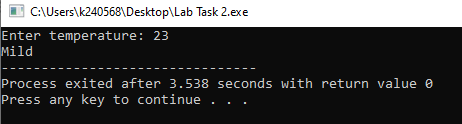 C:\Users\k240568\Desktop\Lab Task 2.exe
Enter temperature: 23
Mild
--------------------------------
Process exited after 3.538 seconds with return value 0
Press any key to continue . . .